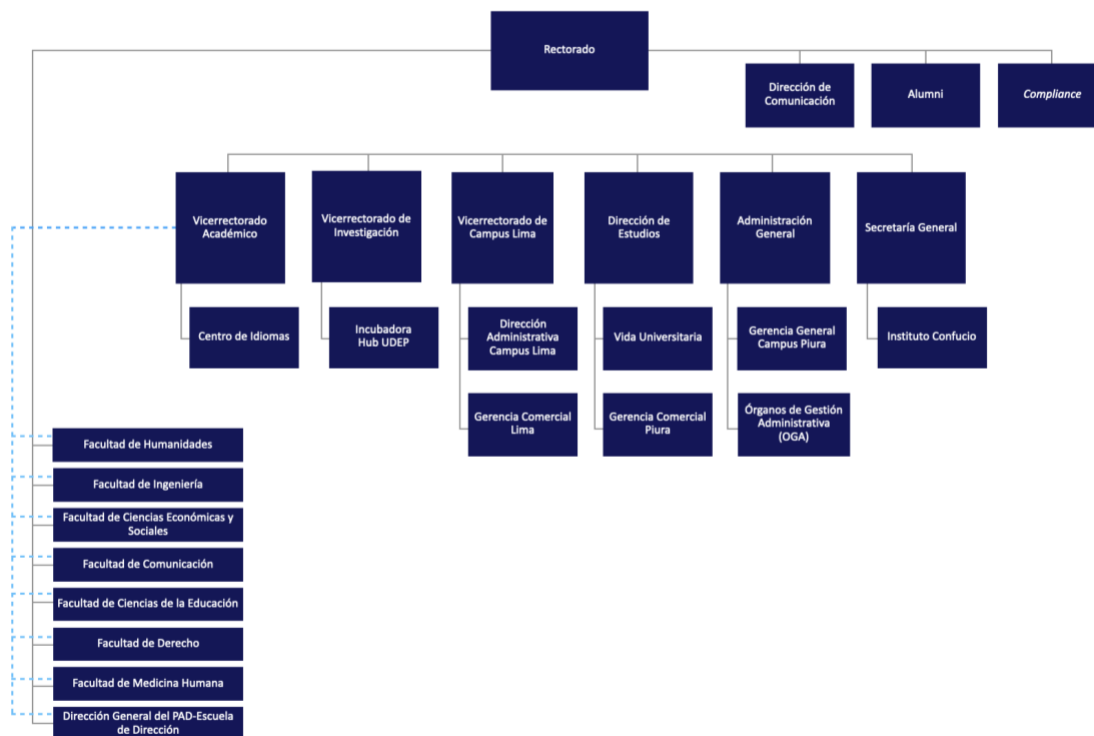 Rectorado
Dirección de
Comunicación
Alumni
Compliance
Vicerrectorado
Académico
Vicerrectorado de
Investigación
Vicerrectorado de
Campus Lima
Dirección de
Estudios
Administración
General
Secretaría General
Centro de Idiomas
Incubadora
Hub UDEP
Dirección
Administrativa
Campus Lima
Vida Universitaria
Gerencia General
Campus Piura
Instituto Confucio
Gerencia Comercial
Lima
Gerencia Comercial
Piura
Órganos de Gestión
Administrativa
(OGA)
Facultad de Humanidades
Facultad de Ingeniería
Facultad de Ciencias Económicas y
Sociales
Facultad de Comunicación
Facultad de Ciencias de la Educación
Facultad de Derecho
Facultad de Medicina Humana
Dirección General del PAD-Escuela
de Dirección